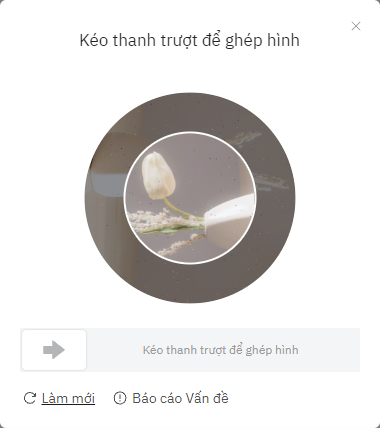 Kéo thanh trượt để ghép hình
Kéo thanh trượt để ghép hình
Làm mới
Báo cáo Vấn đề